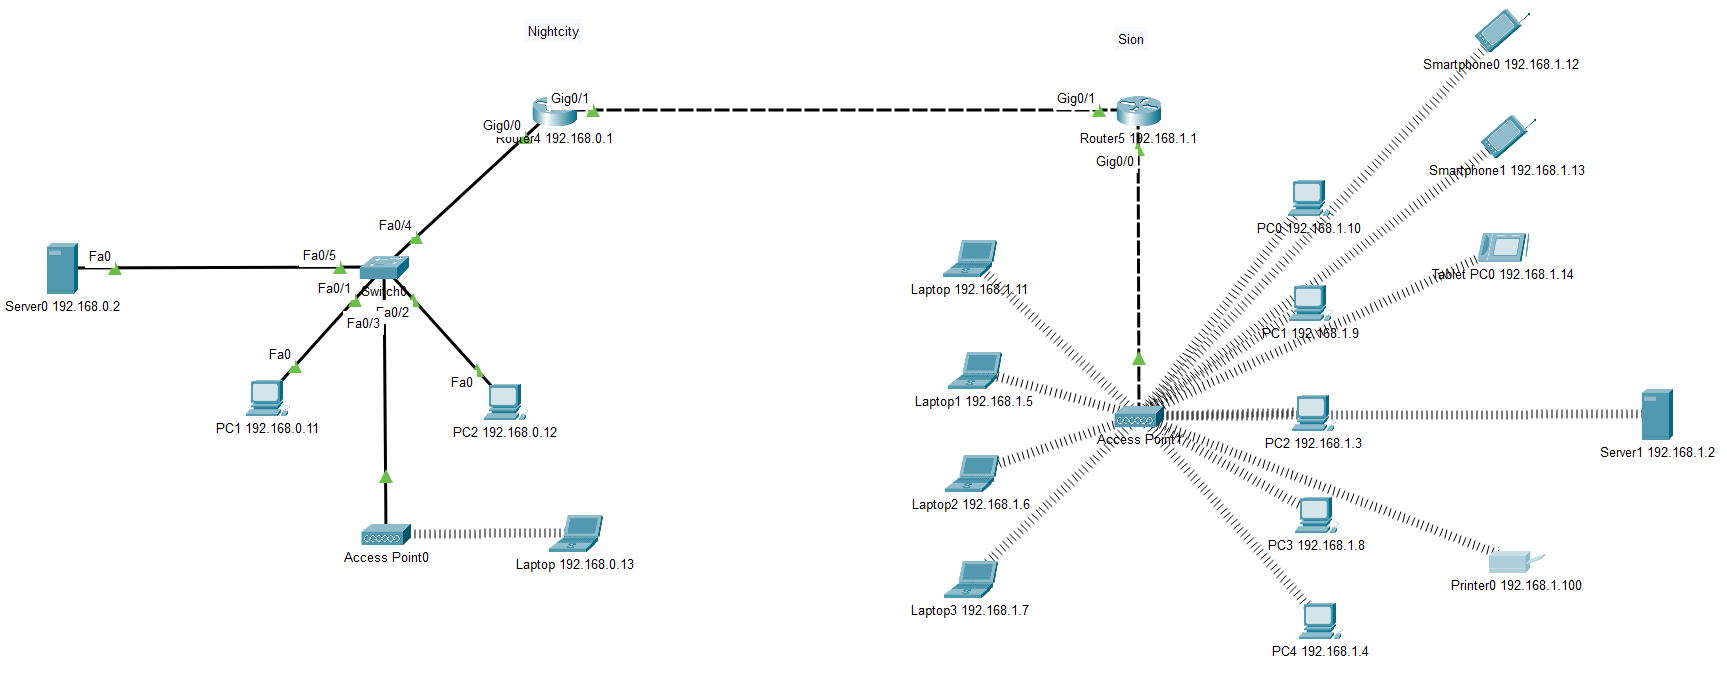 Nightcity
Sion
Smartphone0 192.168.1.12
Gig0/1
Gig0/1
Gig0/0
Router4 192.168.0.1
Router5 192.168.1.1
Gig0/0
Smartphone1 192.168.1.13
PC0 192.168.1.10
Fa0/4
Fa0
Fa0/5
Tablet PC0 192.168.1.14
Server0 192.168.0.2
Fa0/1
Switch0
Laptop 192.168.1.11
Fa0/2
Fa0/3
PC1 192.168.1.9
Fa0
Fa0
Laptop1 192.168.1.5
PC1 192.168.0.11
PC2 192.168.0.12
Access Point1
PC2 192.168.1.3
Server1 192.168.1.2
Laptop2 192.168.1.6
Access Point0
Laptop 192.168.0.13
PC3 192.168.1.8
Printer0 192.168.1.100
Laptop3 192.168.1.7
PC4 192.168.1.4